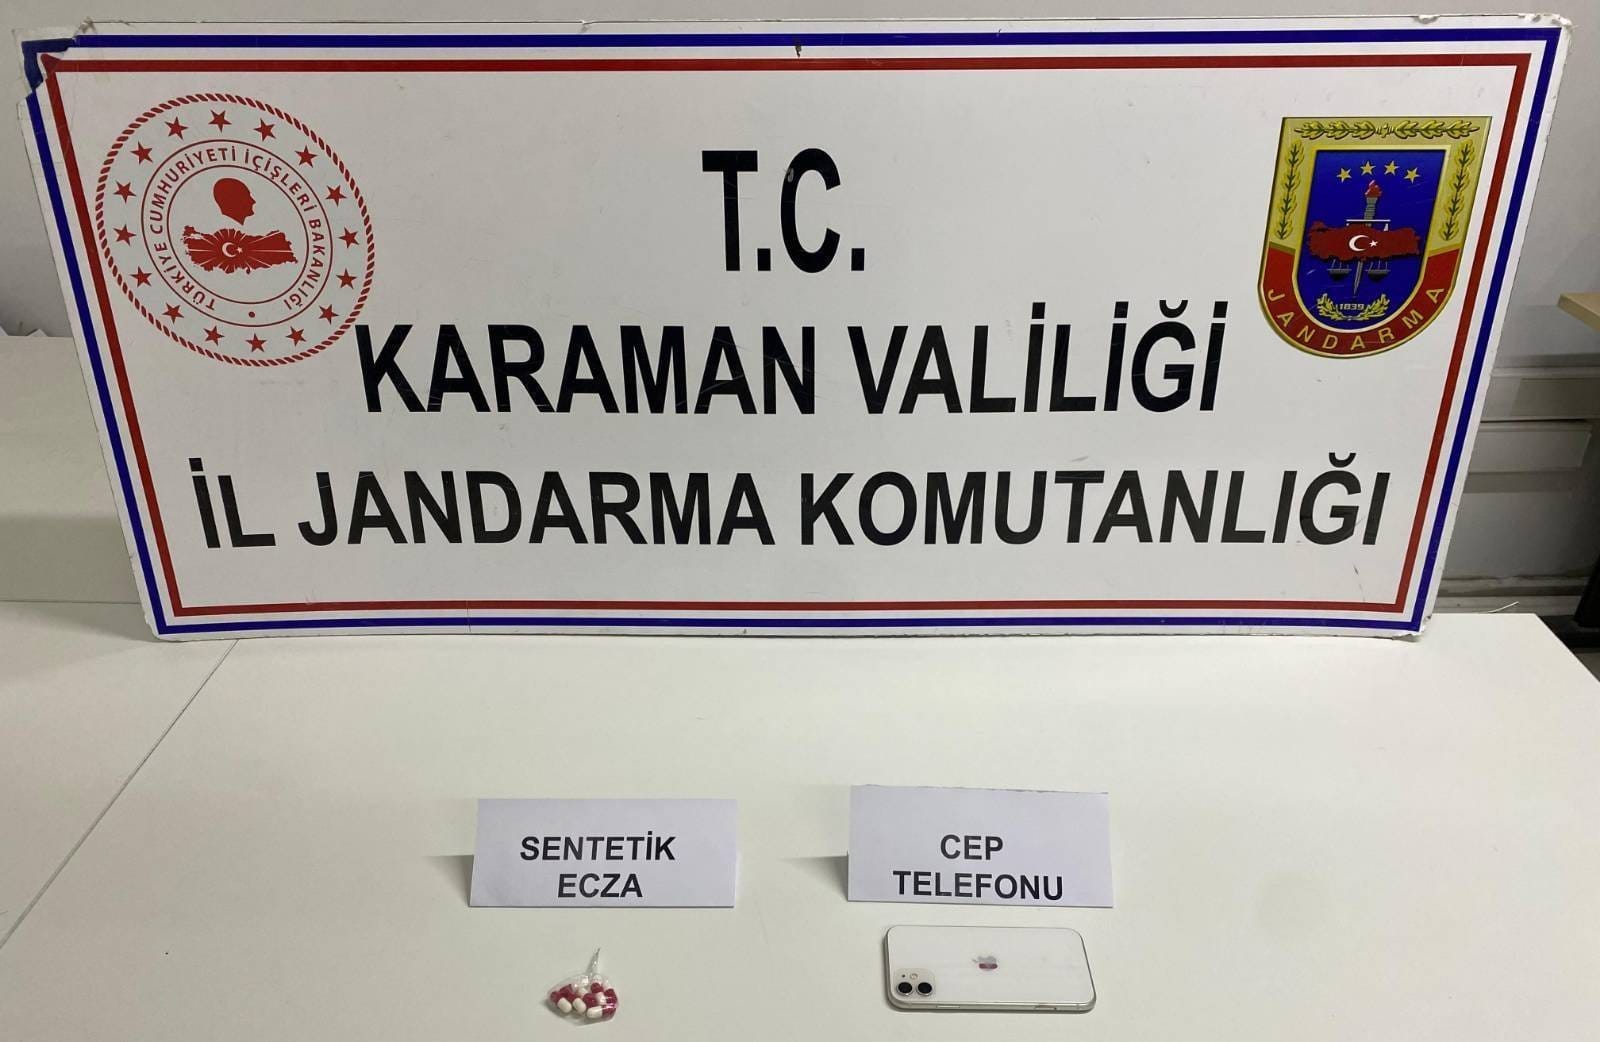 TÜRKİYE CUMHURİYETİ İÇİŞLERİ BAKANLIĞI
T.C.
KARAMAN VALİLİĞİ
İL JANDARMA KOMUTANLIĞI
1839
JANDARMA
SENTETİK
ECZA
CEP
TELEFONU